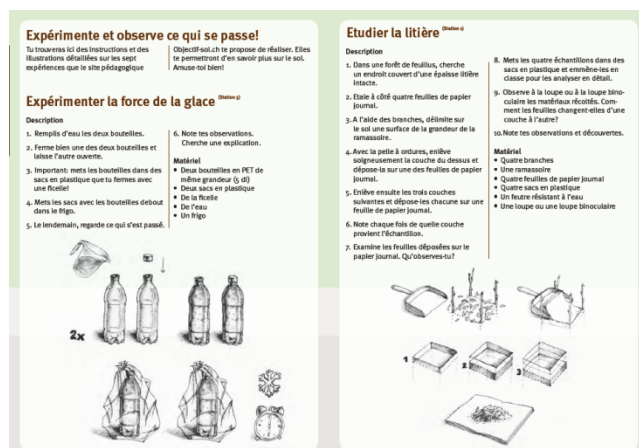 Expérimente et observe ce qui se passe!
Tu trouveras ici des instructions et des
illustrations détaillées sur les sept
expériences que le site pédagogique
Objectif-sol.ch te propose de réaliser. Elles
te permettront d'en savoir plus sur le sol.
Amuse-toi bien!
Expérimenter la force de la glace (Station 5)
Description
1. Remplis d'eau les deux bouteilles.
2. Ferme bien une des deux bouteilles et
laisse l'autre ouverte.
3. Important: mets les bouteilles dans des
sacs en plastique que tu fermes avec
une ficelle!
4. Mets les sacs avec les bouteilles debout
dans le frigo.
5. Le lendemain, regarde ce qui s'est passé.
6. Note tes observations.
Cherche une explication.
Matériel
• Deux bouteilles en PET de
même grandeur (5 dl)
• Deux sacs en plastique
• De la ficelle
• De l'eau
• Un frigo
2x
Etudier la litière (Station 1)
Description
1. Dans une forêt de feuillus, cherche
un endroit couvert d'une épaisse litière
intacte.
2. Etale à côté quatre feuilles de papier
journal.
3. A l'aide des branches, délimite sur
le sol une surface de la grandeur de la
ramassoire.
4. Avec la pelle à ordures, enlève
soigneusement la couche du dessus et
dépose-la sur une des feuilles de papier
journal.
5. Enlève ensuite les trois couches
suivantes et dépose-les chacune sur une
feuille de papier journal.
6. Note chaque fois de quelle couche
provient l'échantillon.
7. Examine les feuilles déposées sur le
papier journal. Qu'observes-tu?
8. Mets les quatre échantillons dans des
sacs en plastique et emmène-les en
classe pour les analyser en détail.
9. Observe à la loupe ou à la loupe bino-
culaire les matériaux récoltés. Com-
ment les feuilles changent-elles d'une
couche à l'autre?
10. Note tes observations et découvertes.
Matériel
• Quatre branches
• Une ramassoire
• Quatre feuilles de papier journal
• Quatre sacs en plastique
• Un feutre résistant à l'eau
• Une loupe ou une loupe binoculaire
1
2
3